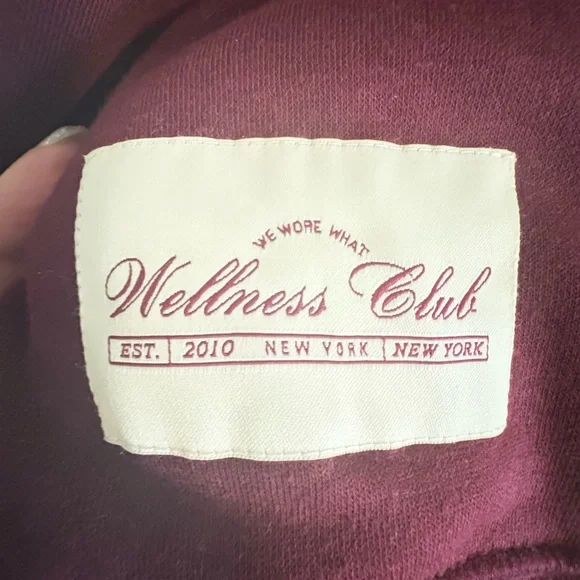 WE WORE WHAT
Wellness Club
EST. 2010 NEW YORK NEW YORK